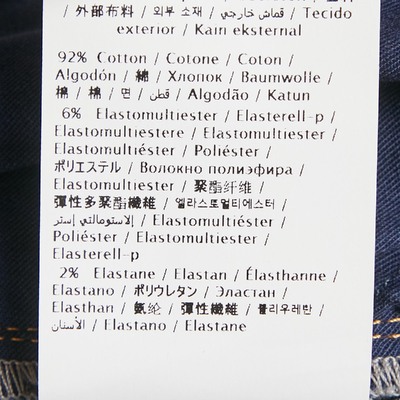 / 外部布料 / 외부 소재 / قماش خارجي / Tecido
exterior / Kain eksternal
92% Cotton / Cotone / Coton /
Algodón / 綿 / Хлопок / Baumwolle /
棉 / 棉 / 면 / قطن / Algodão / Katun
6% Elastomultiester / Elasterell-p /
Elastomultiestere / Elastomultiester /
Elastomultiéster / Poliéster /
ポリエステル / Волокно полиэфира /
Elastomultiester / 聚酯纤维 /
彈性多聚酯纖維 / 엘라스토멀티에스터 /
إلاستومالتي إستر / Elastomultiéster /
Poliéster / Elastomultiester /
Elasterell-p
2% Elastane / Elastan / Élasthanne /
Elastano / ポリウレタン / Эластан /
Elasthan / 氨纶 / 彈性纖維 / 폴리우레탄 /
الأسنان / Elastano / Elastane